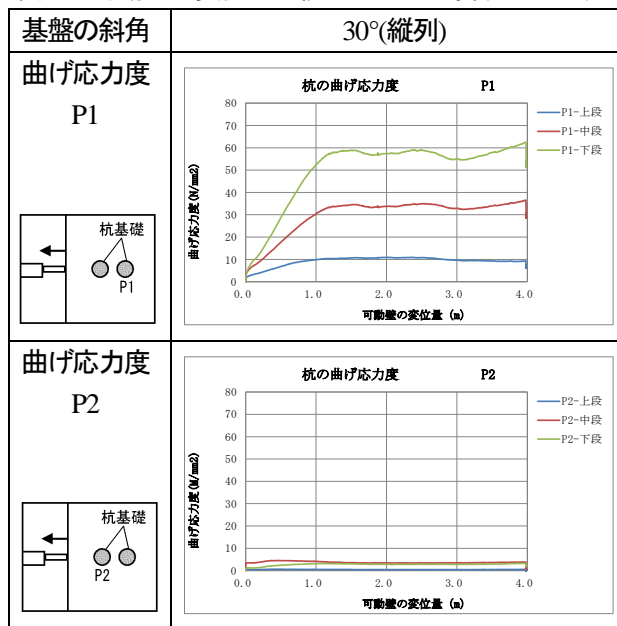 基盤の斜角
30°(縦列)
曲げ応力度
P1
杭基礎
P1
杭の曲げ応力度 P1
曲げ応力度(N/mm2)
80
70
60
50
40
30
20
10
0
0.0 1.0 2.0 3.0 4.0
可動壁の変位量 (m)
P1-上段
P1-中段
P1-下段
曲げ応力度
P2
杭基礎
P2
杭の曲げ応力度 P2
曲げ応力度(N/mm2)
80
70
60
50
40
30
20
10
0
0.0 1.0 2.0 3.0 4.0
可動壁の変位量 (m)
P2-上段
P2-中段
P2-下段